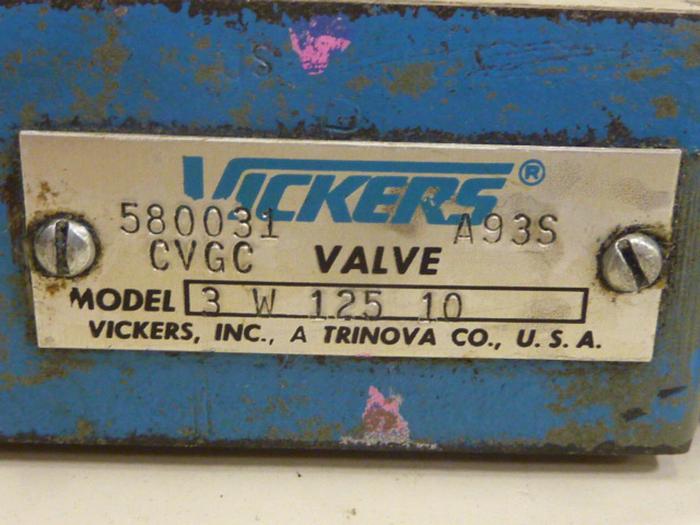 VICKERS®
580031 A93S
CVGC VALVE
MODEL 3 W 125 10
VICKERS, INC., A TRINOVA CO., U. S. A.